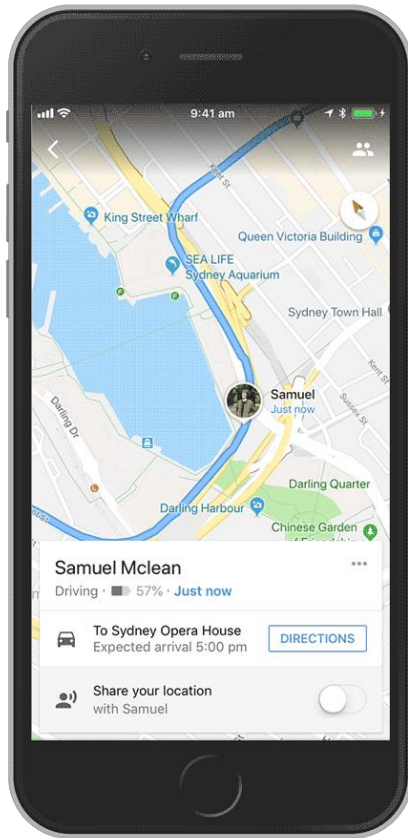 9:41 am
Kent St
King Street Wharf
Queen Victoria Building
SEA LIFE
Sydney Aquarium
Sydney Town Hall
Kent St
Samuel
Just now
Sussex St
Darling Dr
Darling Quarter
Darling Harbour
Chinese Garden
of Friendship
Samuel Mclean
Driving · 57% · Just now
To Sydney Opera House
Expected arrival 5:00 pm
DIRECTIONS
Share your location
with Samuel